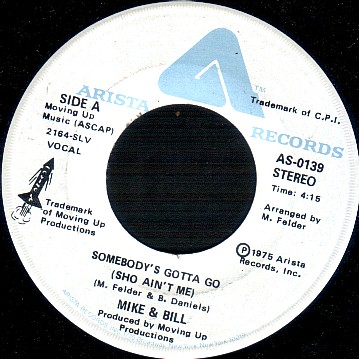 ARISTA
RECORDS
TM
Trademark of C.P.I.
SIDE A
Moving Up
Music (ASCAP)
2164-SLV
VOCAL
AS-0139
STEREO
Time: 4:15
Arranged by
M. Felder
Trademark
of Moving Up
Productions
Ⓟ 1975 Arista
Records, Inc.
SOMEBODY'S GOTTA GO
(SHO AIN'T ME)
(M. Felder & B. Daniels)
MIKE & BILL
Produced by Moving Up
Productions